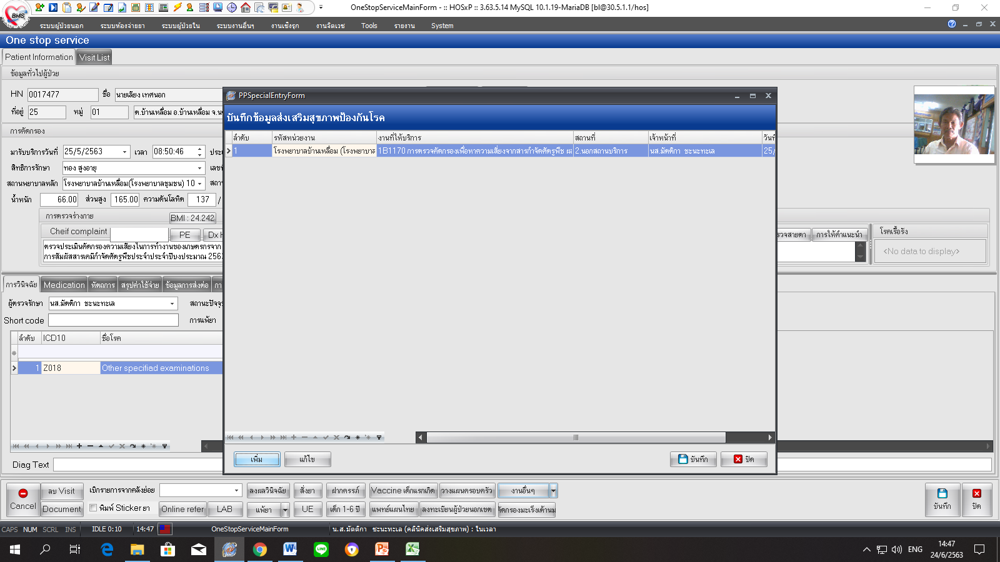 OneStopServiceMainForm - :: HOSxP :: 3.63.5.14 MySQL 10.1.19-MariaDB [bl@30.5.1.1/hos]
BMS
ระบบผู้ป่วยนอก ระบบห้องจ่ายยา ระบบผู้ป่วยใน ระบบงานอื่นๆ งานเชิงรุก งานจิตเวช Tools รายงาน System
One stop service
Patient Information Visit List
ข้อมูลทั่วไปผู้ป่วย
HN 0017477 ชื่อ นายเลียง เทศนอก
ที่อยู่ 25 หมู่ 01 ต.บ้านเหลื่อม อ.บ้านเหลื่อม จ.น
การคัดกรอง
มารับบริการวันที่ 25/5/2563 เวลา 08:50:46
สิทธิการรักษา ทอง สูงอายุ
สถานพยาบาลหลัก โรงพยาบาลบ้านเหลื่อม(โรงพยาบาลชุมชน) 10
น้ำหนัก 66.00 ส่วนสูง 165.00 ความดันโลหิต 137 /
การตรวจร่างกาย BMI : 24.242
Cheif complaint PE Dx
ตรวจประเมินคัดกรองความเสี่ยงในการทำงานของเกษตรกรจาก
การสัมผัสสารเคมีกำจัดศัตรูพืชประจำประจำปีงบประมาณ 2563
การให้คำแนะนำ โรคเรื้อรัง
<No data to display>
PPSpecialEntryForm
บันทึกข้อมูลส่งเสริมสุขภาพป้องกันโรค
ลำดับ รหัสหน่วยงาน งานที่ให้บริการ สถานที่ เจ้าหน้าที่ วันที่
1 โรงพยาบาลบ้านเหลื่อม (โรงพยาบาล 1B1170 การตรวจคัดกรองเพื่อหาความเสี่ยงจากสารกำจัดศัตรูพืช ผล 2.นอกสถานบริการ นส.มัตติกา ชะนะทะเล 25/
เพิ่ม แก้ไข บันทึก ปิด
การวินิจฉัย Medication หัตถการ สรุปค่าใช้จ่าย ข้อมูลการส่งต่อ
ผู้ตรวจรักษา นส.มัตติกา ชะนะทะเล สถานะปัจจุ
Short code การแพ้ยา
ลำดับ ICD10 ชื่อโรค
1 Z018 Other specifiad examinations
Diag Text
Cancel ลบ Visit เบิกรายการจากคลังย่อย ลงผลวินิจฉัย สั่งยา ฝากครรภ์ Vaccine เด็กแรกเกิด วางแผนครอบครัว งานอื่นๆ บันทึก ปิด
Document พิมพ์ Sticker ยา Online refer LAB แพ้ยา UE เด็ก 1-6 ปี แพทย์แผนไทย ลงทะเบียนผู้ป่วยนอกเขต คัดกรองมะเร็งเต้านม
CAPS NUM SCRL INS IDLE 0:10 14:47 OneStopServiceMainForm น.ส.มัตติกา ชะนะทะเล (คลินิคส่งเสริมสุขภาพ) : ในเวลา
ENG 14:47
24/6/2563